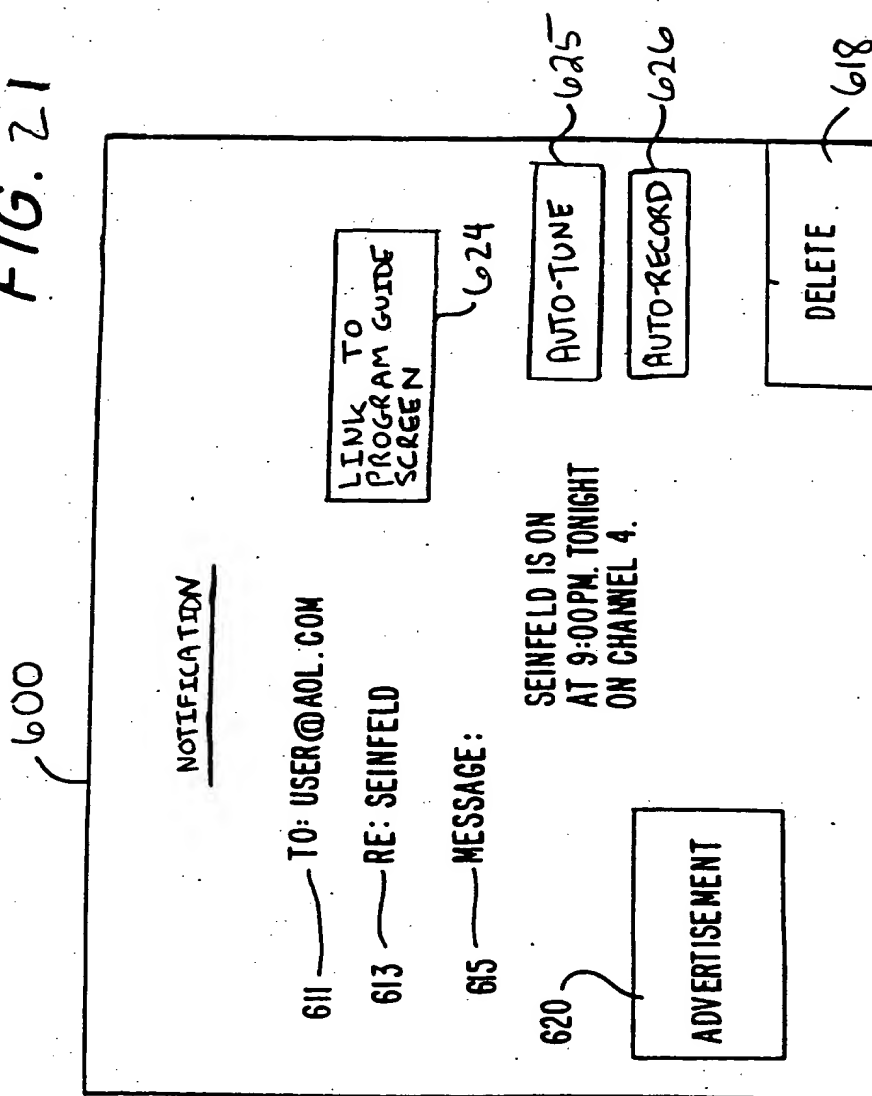 FIG. 21
600
NOTIFICATION
611 TO: USER@AOL.COM
LINK TO
PROGRAM GUIDE
SCREEN
624
613 RE: SEINFELD
615 MESSAGE:
SEINFELD IS ON
AT 9:00PM. TONIGHT
ON CHANNEL 4.
AUTO-TUNE
625
AUTO-RECORD
626
620
ADVERTISEMENT
DELETE
618